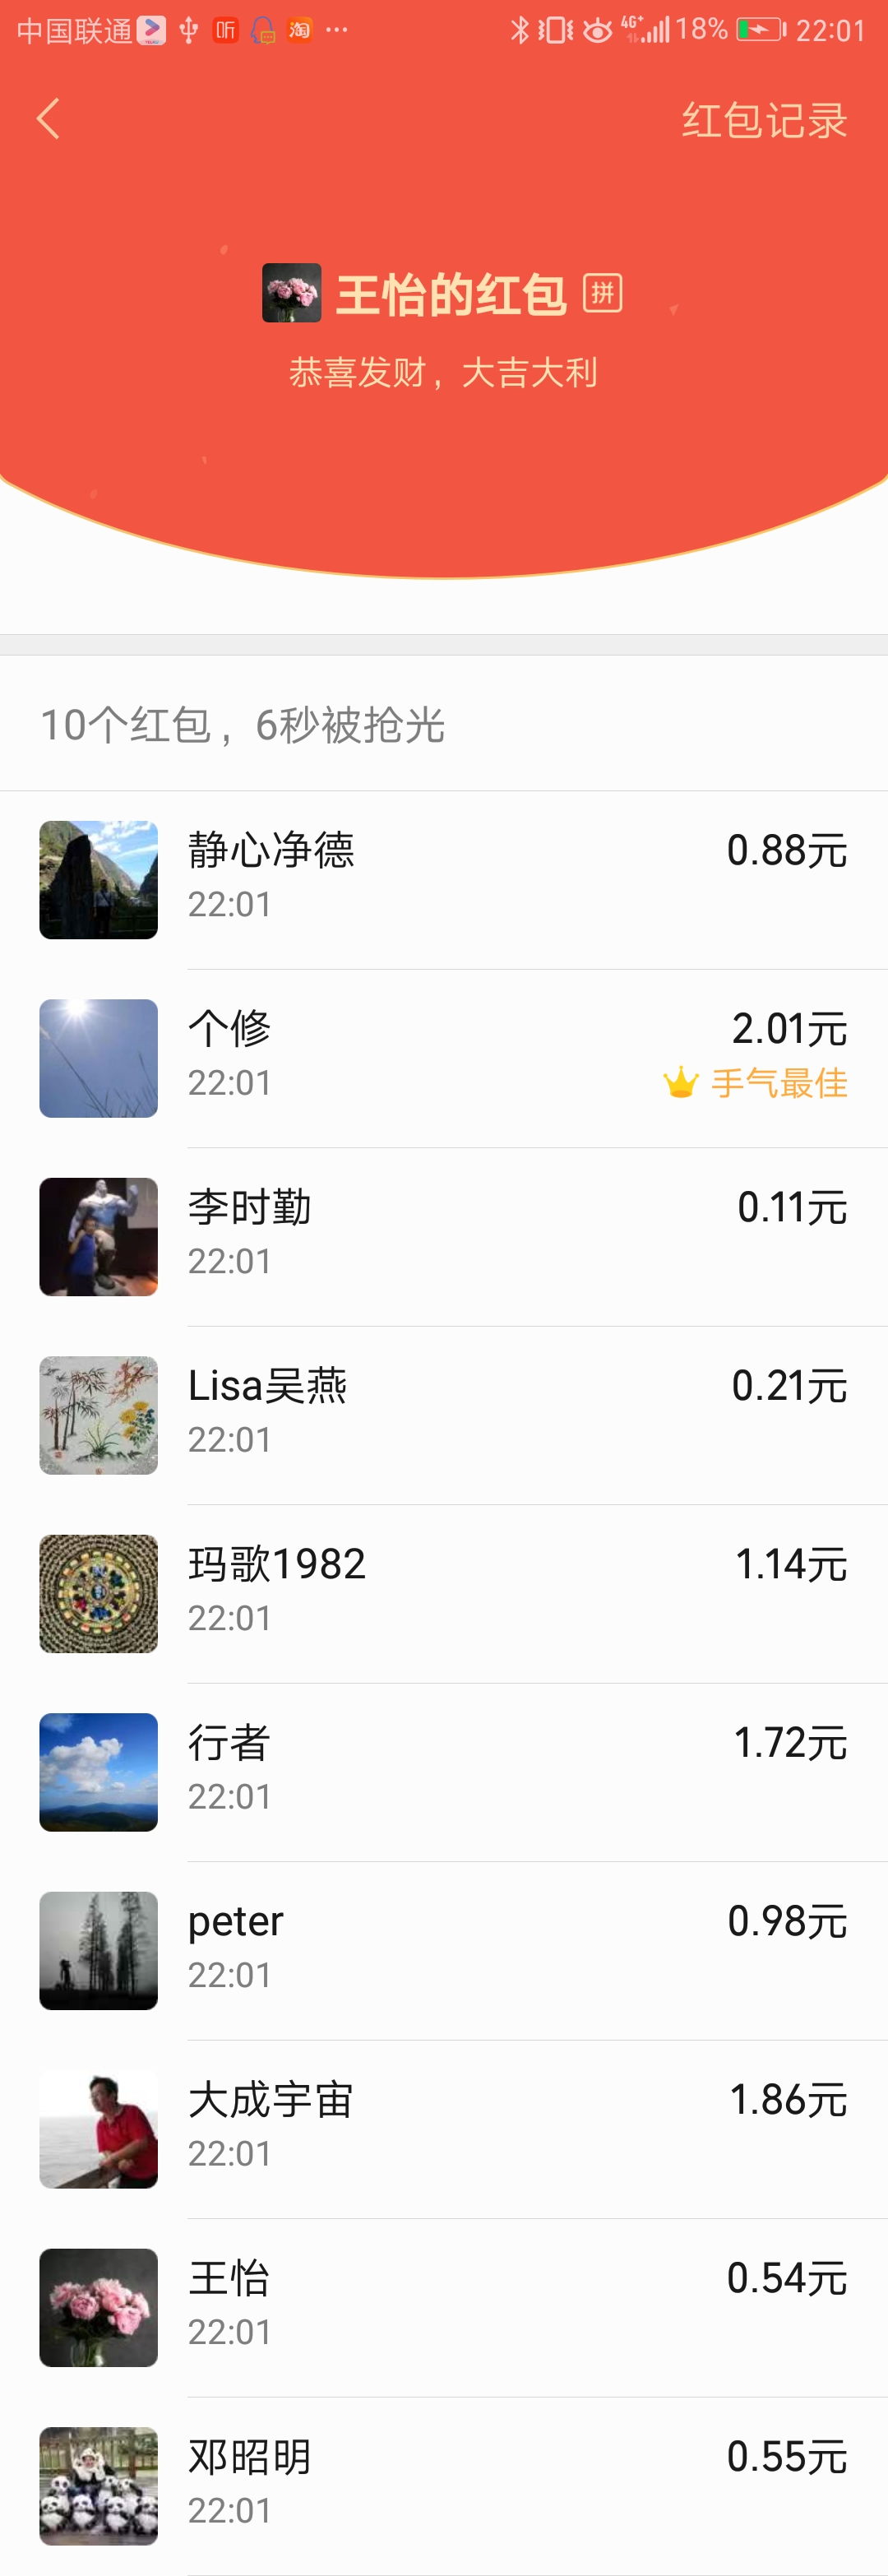 中国联通 听 淘 ··· 4G+ 18% 22:01
红包记录
王怡的红包 拼
恭喜发财，大吉大利
10个红包，6秒被抢光
静心净德 0.88元
22:01
个修 2.01元
22:01 手气最佳
李时勤 0.11元
22:01
Lisa吴燕 0.21元
22:01
玛歌1982 1.14元
22:01
行者 1.72元
22:01
peter 0.98元
22:01
大成宇宙 1.86元
22:01
王怡 0.54元
22:01
邓昭明 0.55元
22:01